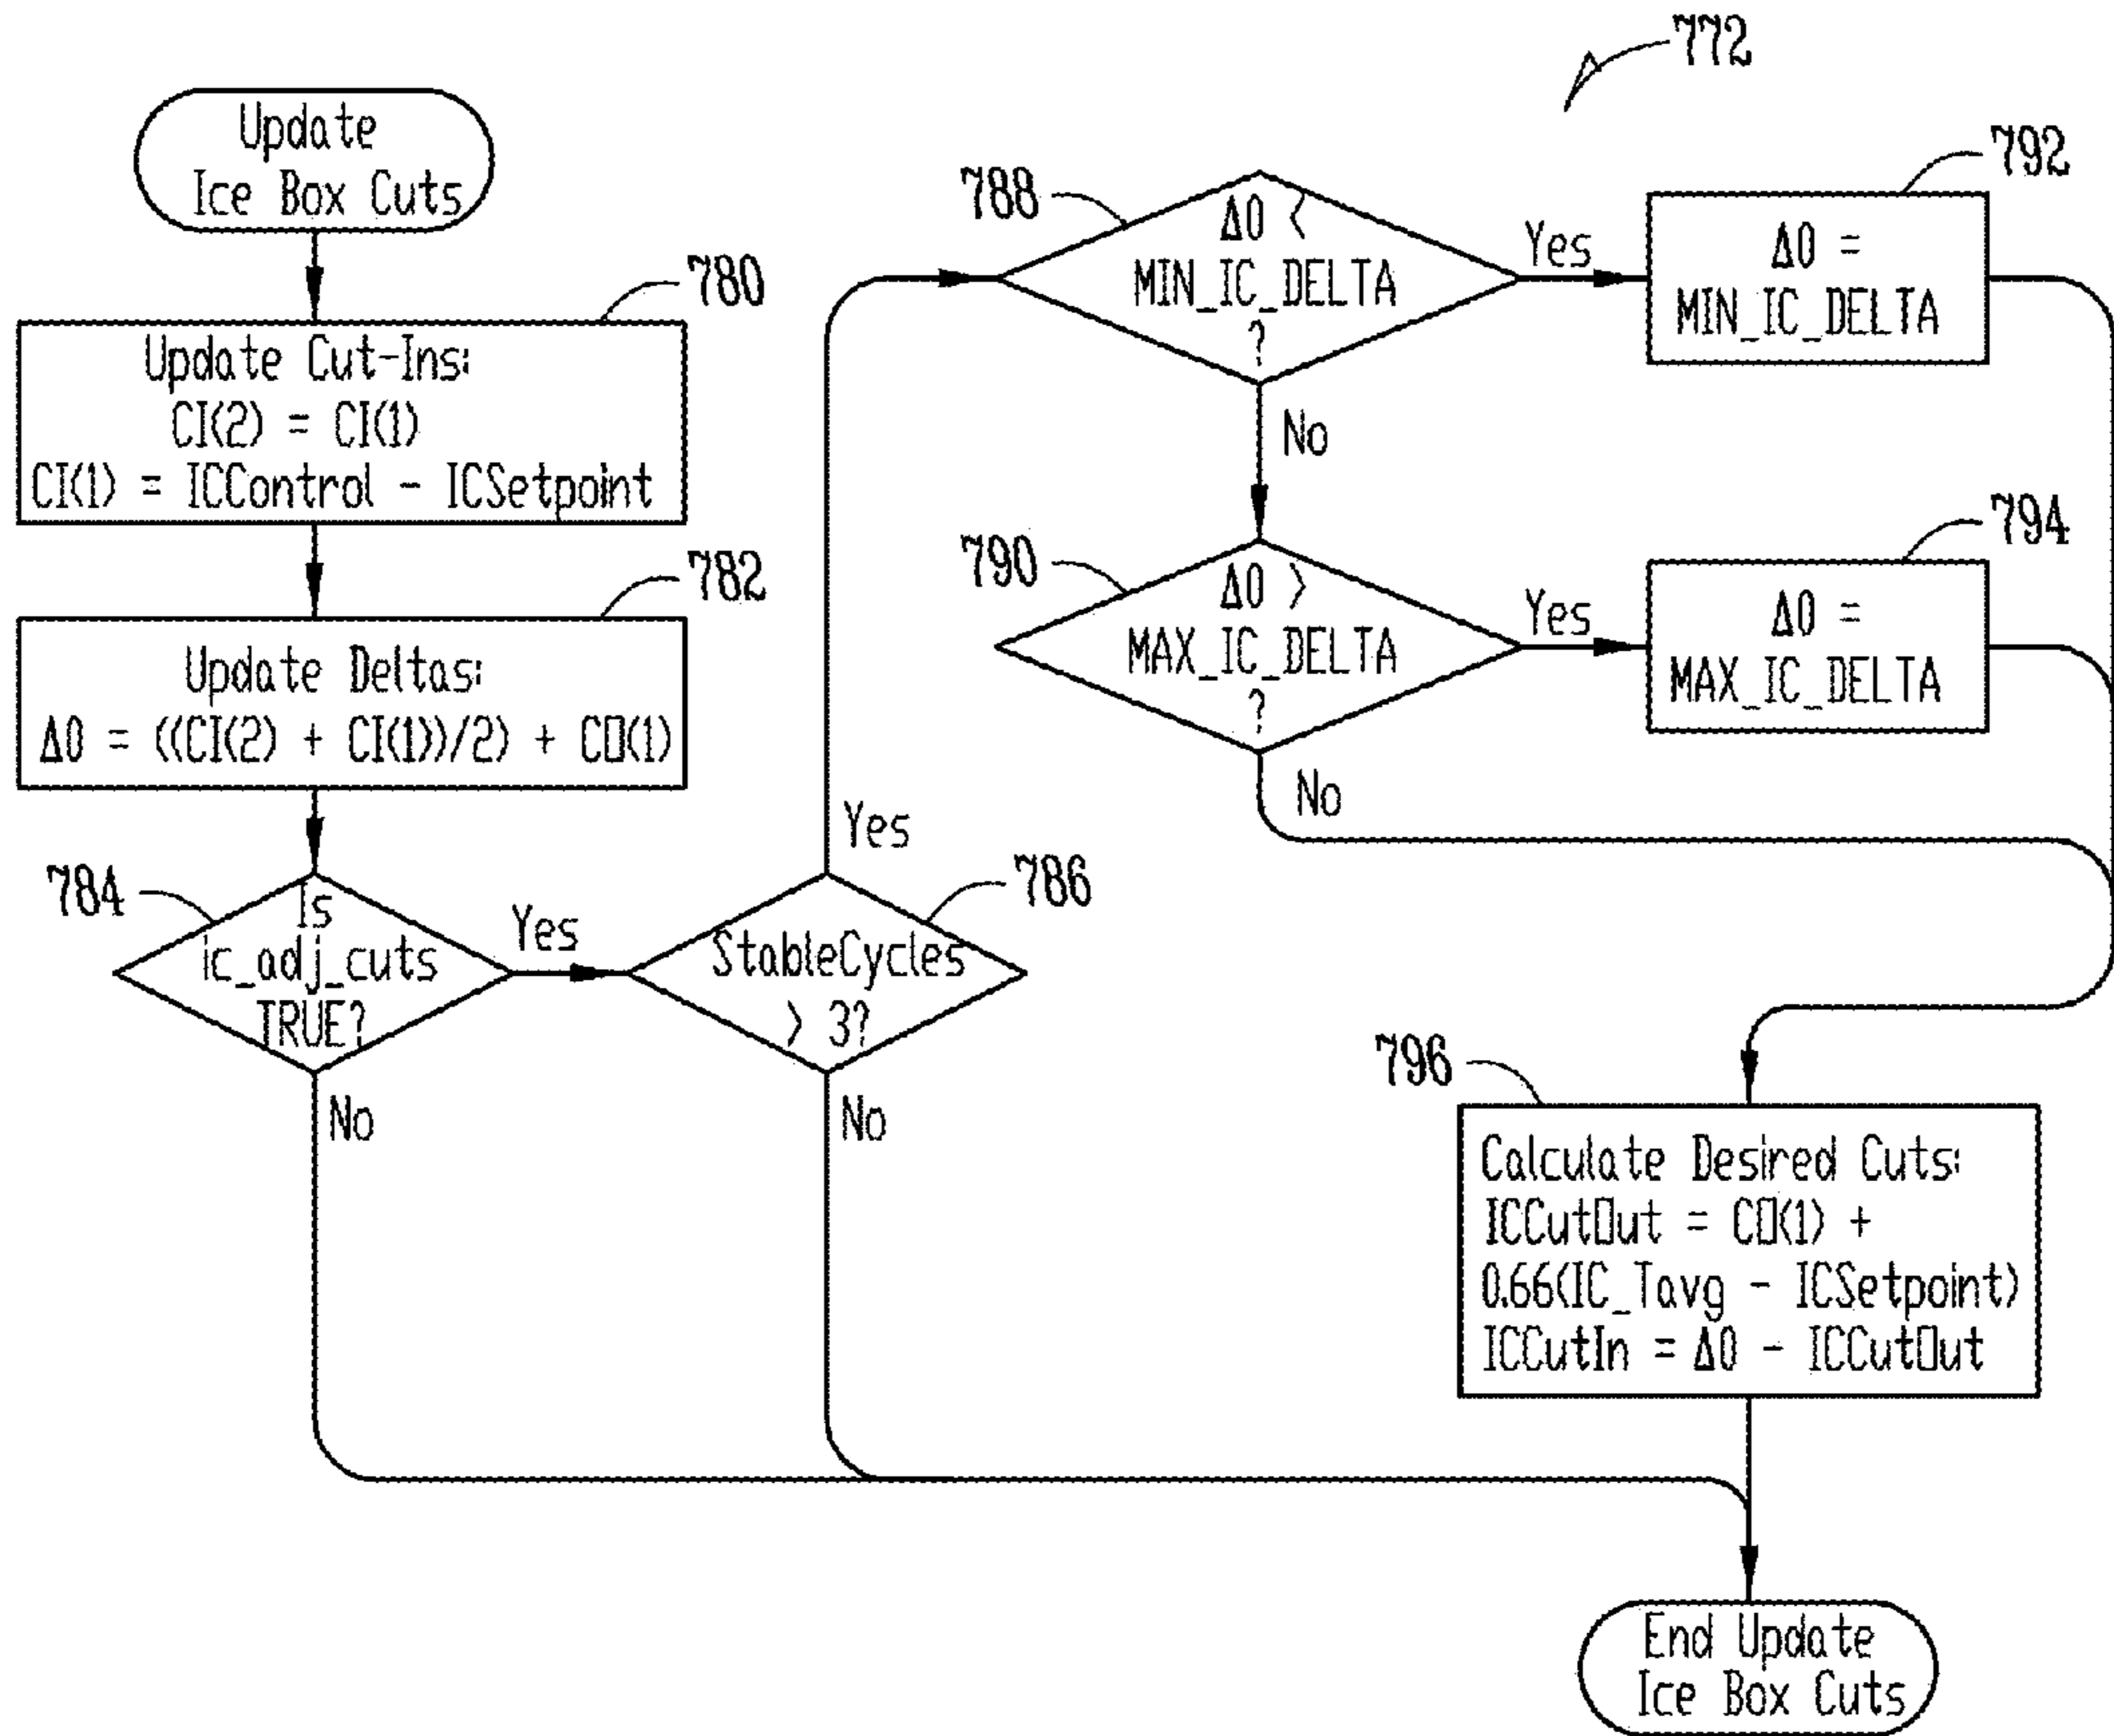 772
Update
Ice Box Cuts
780
Update Cut-Ins:
CI(2) = CI(1)
CI(1) = ICControl - ICSetpoint
782
Update Deltas:
Δ0 = ((CI(2) + CI(1))/2) + CO(1)
784
Is
ic_adj_cuts
TRUE?
Yes
No
786
StableCycles
> 3?
Yes
No
788
Δ0 <
MIN_IC_DELTA
?
Yes
No
792
Δ0 =
MIN_IC_DELTA
790
Δ0 >
MAX_IC_DELTA
?
Yes
No
794
Δ0 =
MAX_IC_DELTA
796
Calculate Desired Cuts:
ICCutOut = CO(1) +
0.66(IC_Tavg - ICSetpoint)
ICCutIn = Δ0 - ICCutOut
End Update
Ice Box Cuts